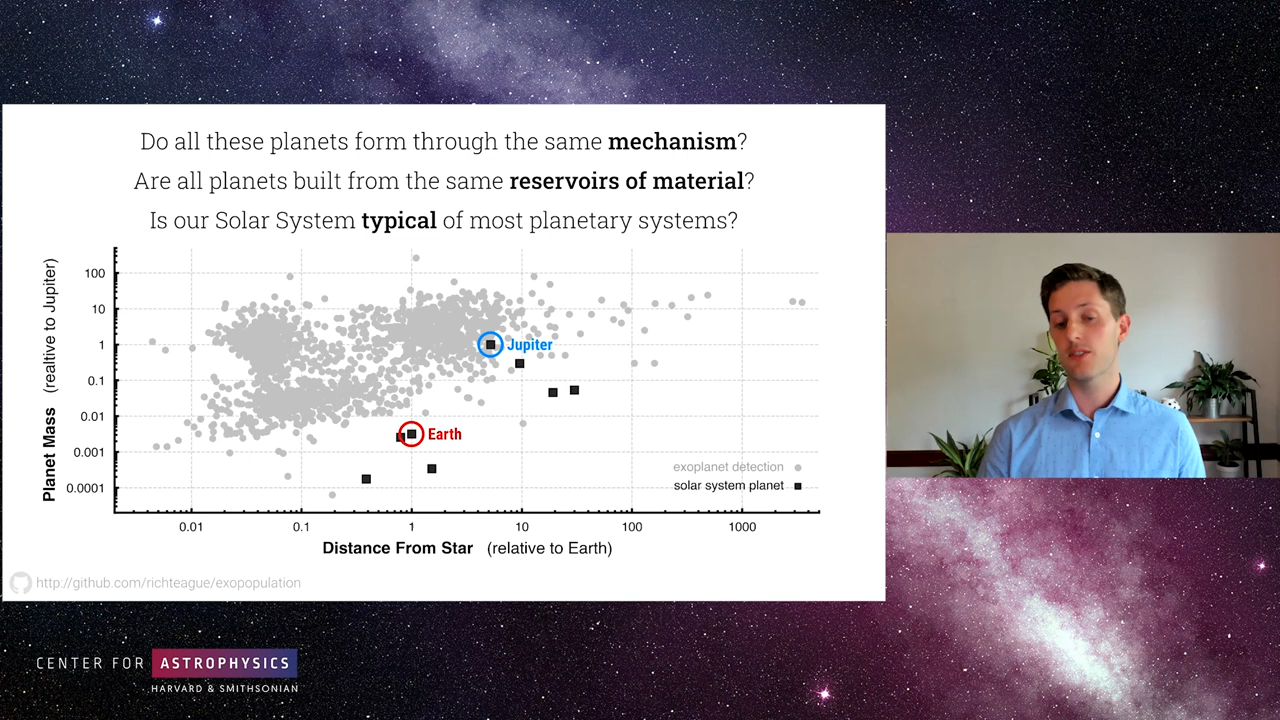 Do all these planets form through the same mechanism?
Are all planets built from the same reservoirs of material?
Is our Solar System typical of most planetary systems?
Planet Mass (realtive to Jupiter)
100
10
1
0.1
0.01
0.001
0.0001
Jupiter
Earth
exoplanet detection
solar system planet
0.01 0.1 1 10 100 1000
Distance From Star (relative to Earth)
http://github.com/richteague/exopopulation
CENTER FOR ASTROPHYSICS
HARVARD & SMITHSONIAN